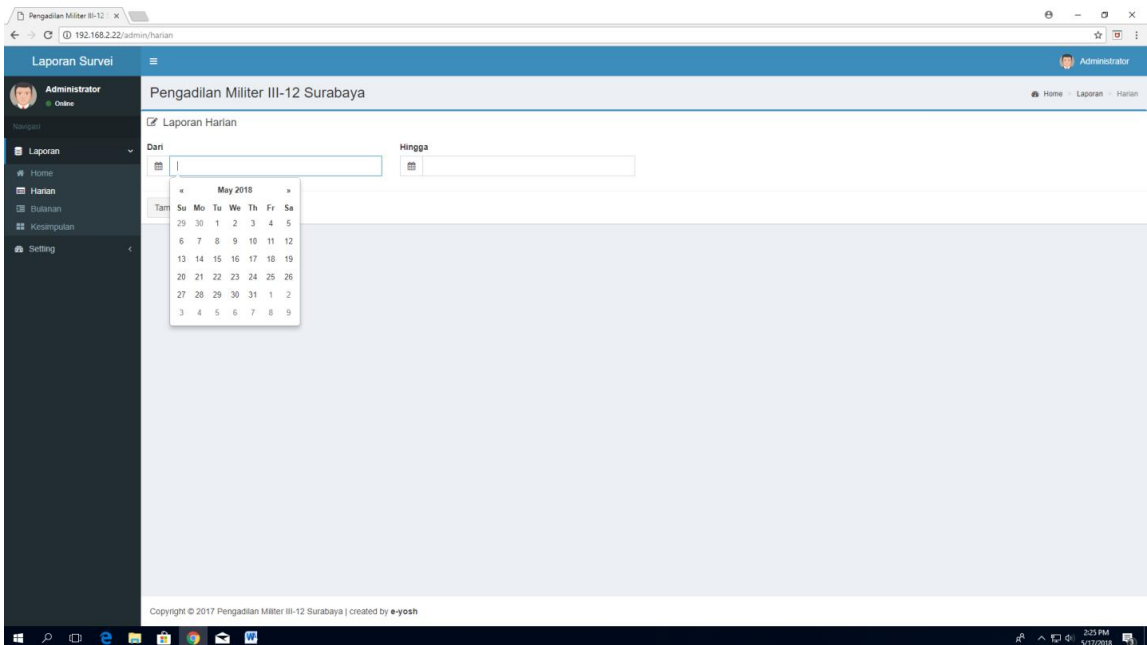 Pengadilan Militer III-12
192.168.2.22/admin/harian
Laporan Survei
Administrator
Administrator
Online
Pengadilan Militer III-12 Surabaya
Home > Laporan > Harian
Navigasi
Laporan
Home
Harian
Bulanan
Kesimpulan
Setting
Laporan Harian
Dari Hingga
« May 2018 »
Tam
Su Mo Tu We Th Fr Sa
29 30 1 2 3 4 5
6 7 8 9 10 11 12
13 14 15 16 17 18 19
20 21 22 23 24 25 26
27 28 29 30 31 1 2
3 4 5 6 7 8 9
Copyright © 2017 Pengadilan Militer III-12 Surabaya | created by e-yosh
2:25 PM
5/17/2018